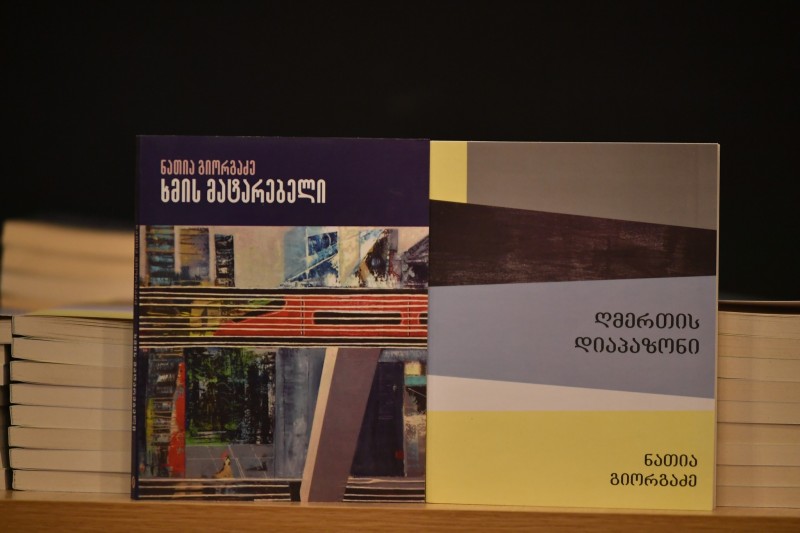 ნათია გიორგაძე
ხმის მატარებელი
ღმერთის
დიაპაზონი
ნათია
გიორგაძე